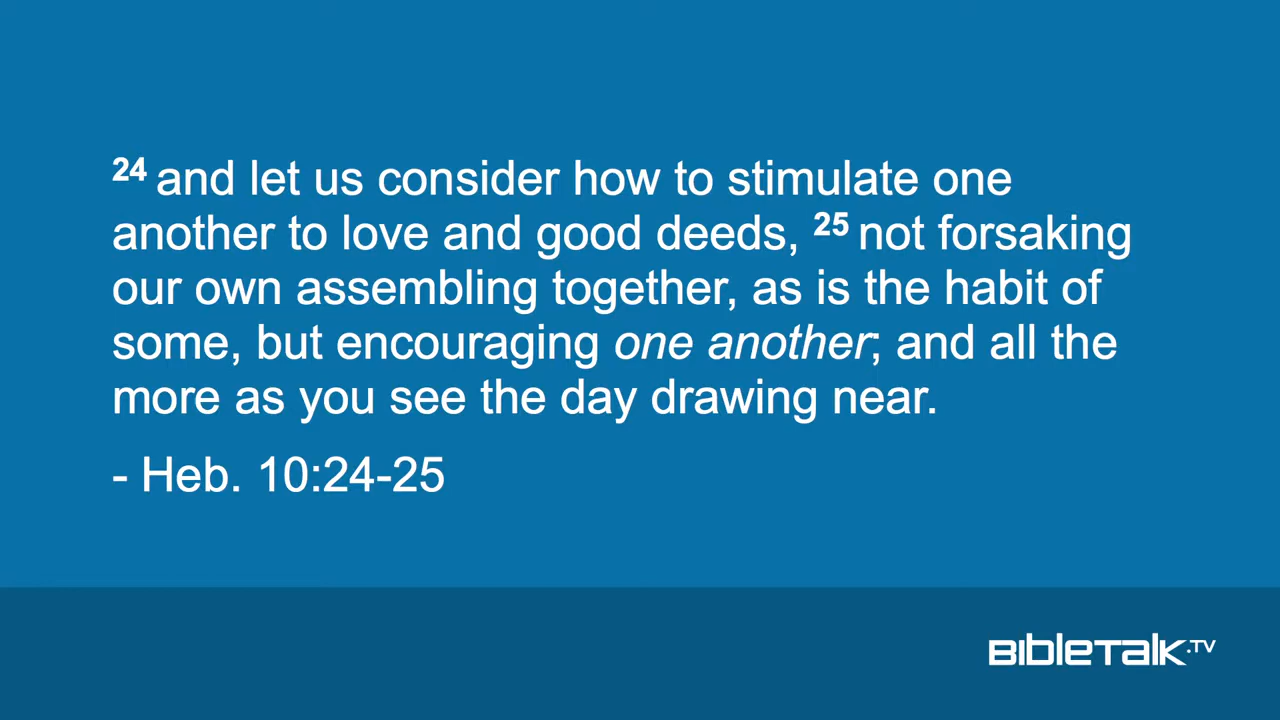 24 and let us consider how to stimulate one
another to love and good deeds, 25 not forsaking
our own assembling together, as is the habit of
some, but encouraging one another; and all the
more as you see the day drawing near.
- Heb. 10:24-25
BIBLETALK.TV